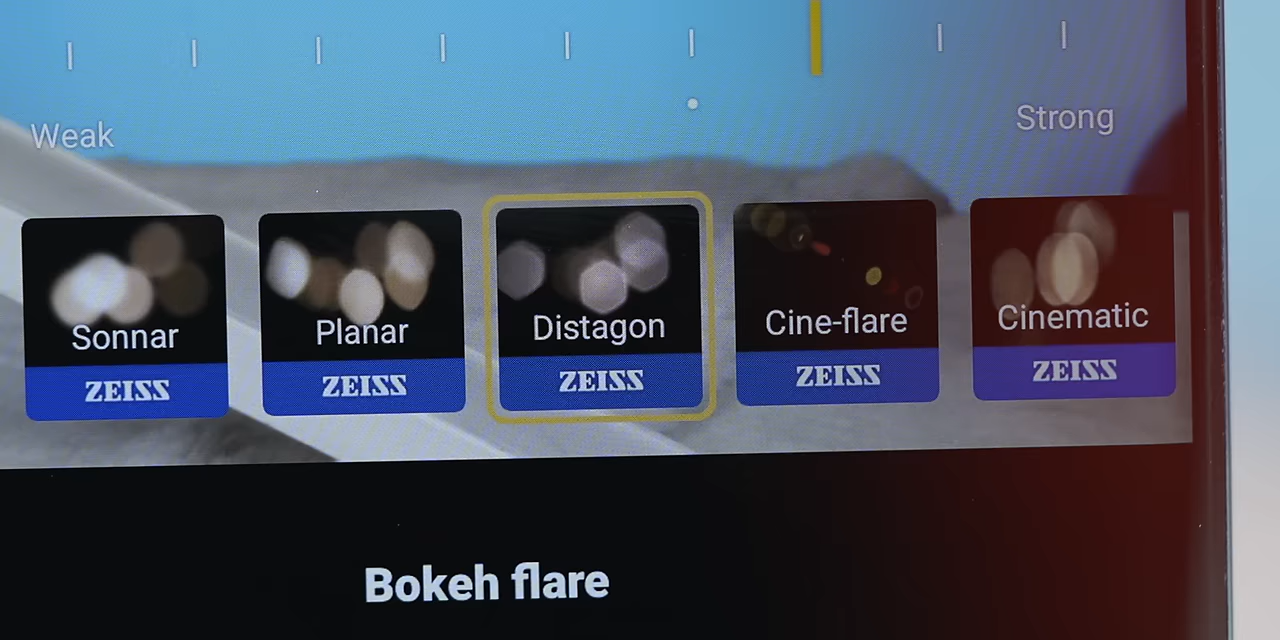 Weak
Strong
Sonnar
Planar
Distagon
Cine-flare
Cinematic
ZEISS
ZEISS
ZEISS
ZEISS
ZEISS
Bokeh flare